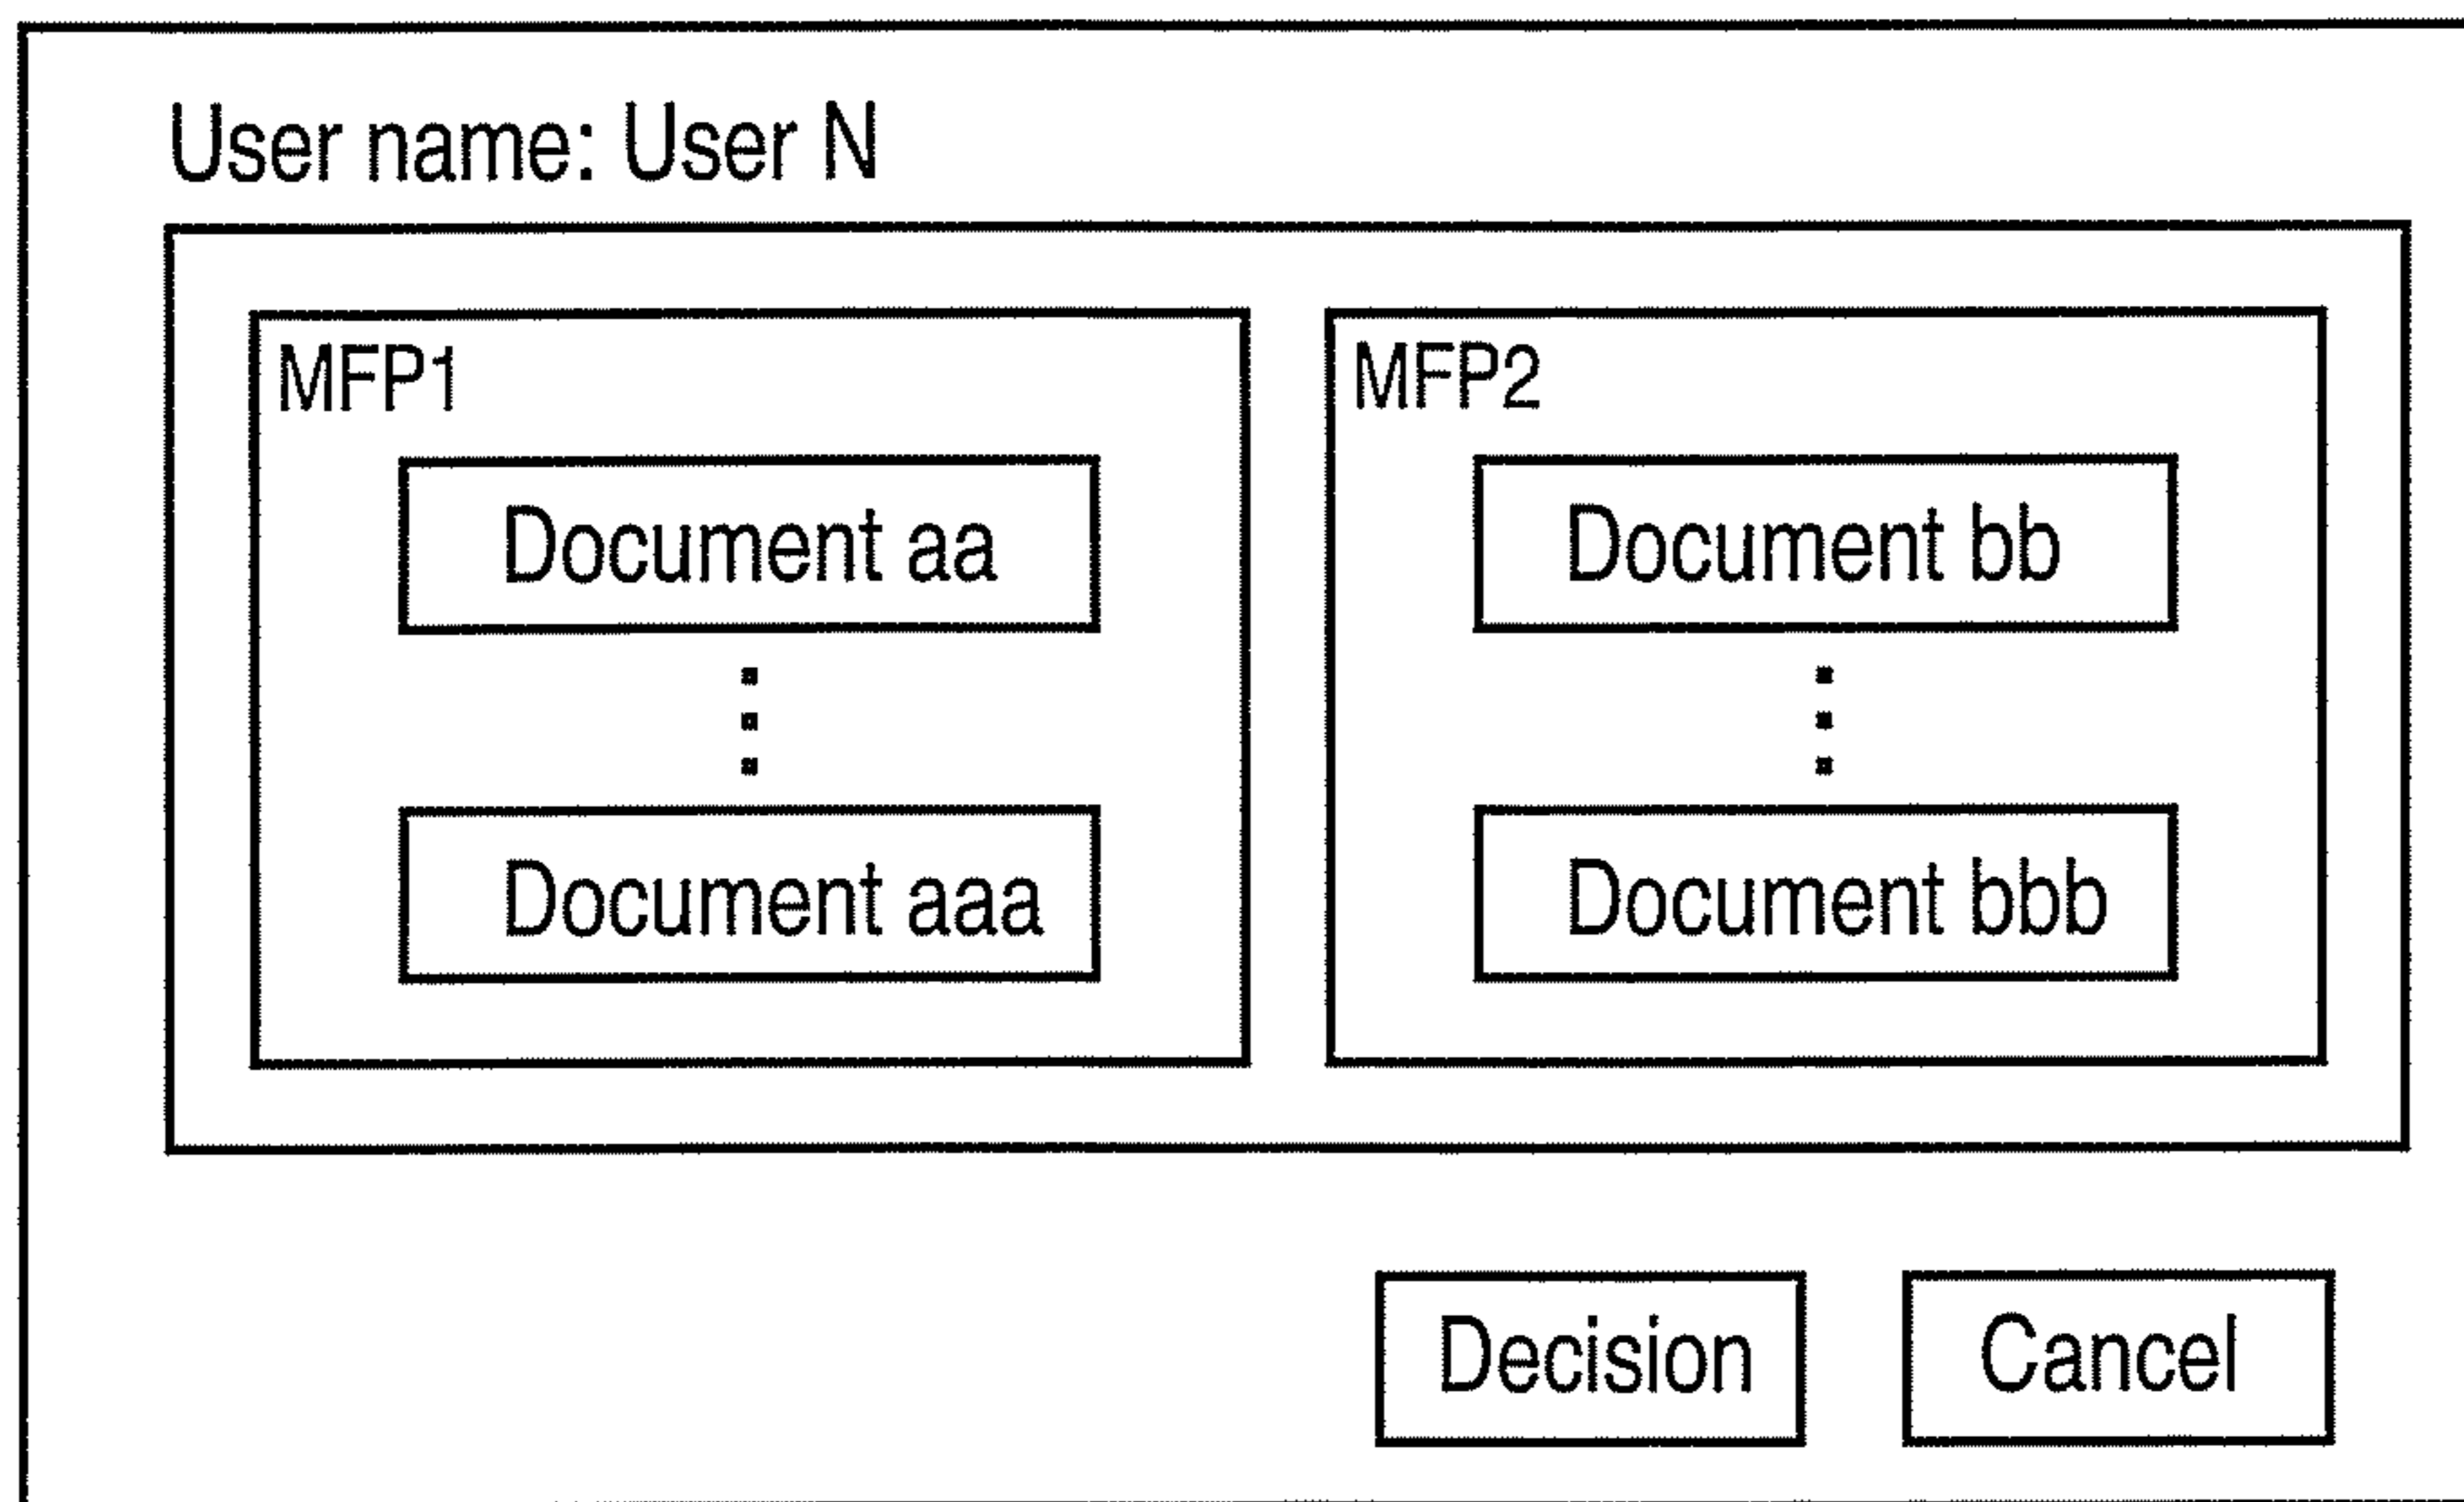 User name: User N
MFP1
Document aa
Document aaa
MFP2
Document bb
Document bbb
Decision
Cancel